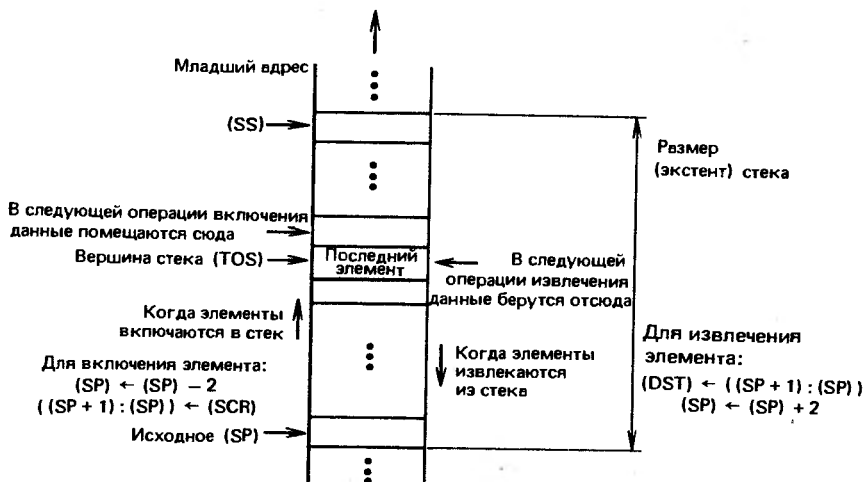 Младший адрес
(SS)
Размер
(экстент) стека
В следующей операции включения
данные помещаются сюда
Вершина стека (TOS)
Последний
элемент
В следующей
операции извлечения
данные берутся отсюда
Когда элементы
включаются в стек
Для включения элемента:
(SP) ← (SP) – 2
((SP + 1) : (SP)) ← (SCR)
Исходное (SP)
Когда элементы
извлекаются
из стека
Для извлечения
элемента:
(DST) ← ((SP + 1) : (SP))
(SP) ← (SP) + 2